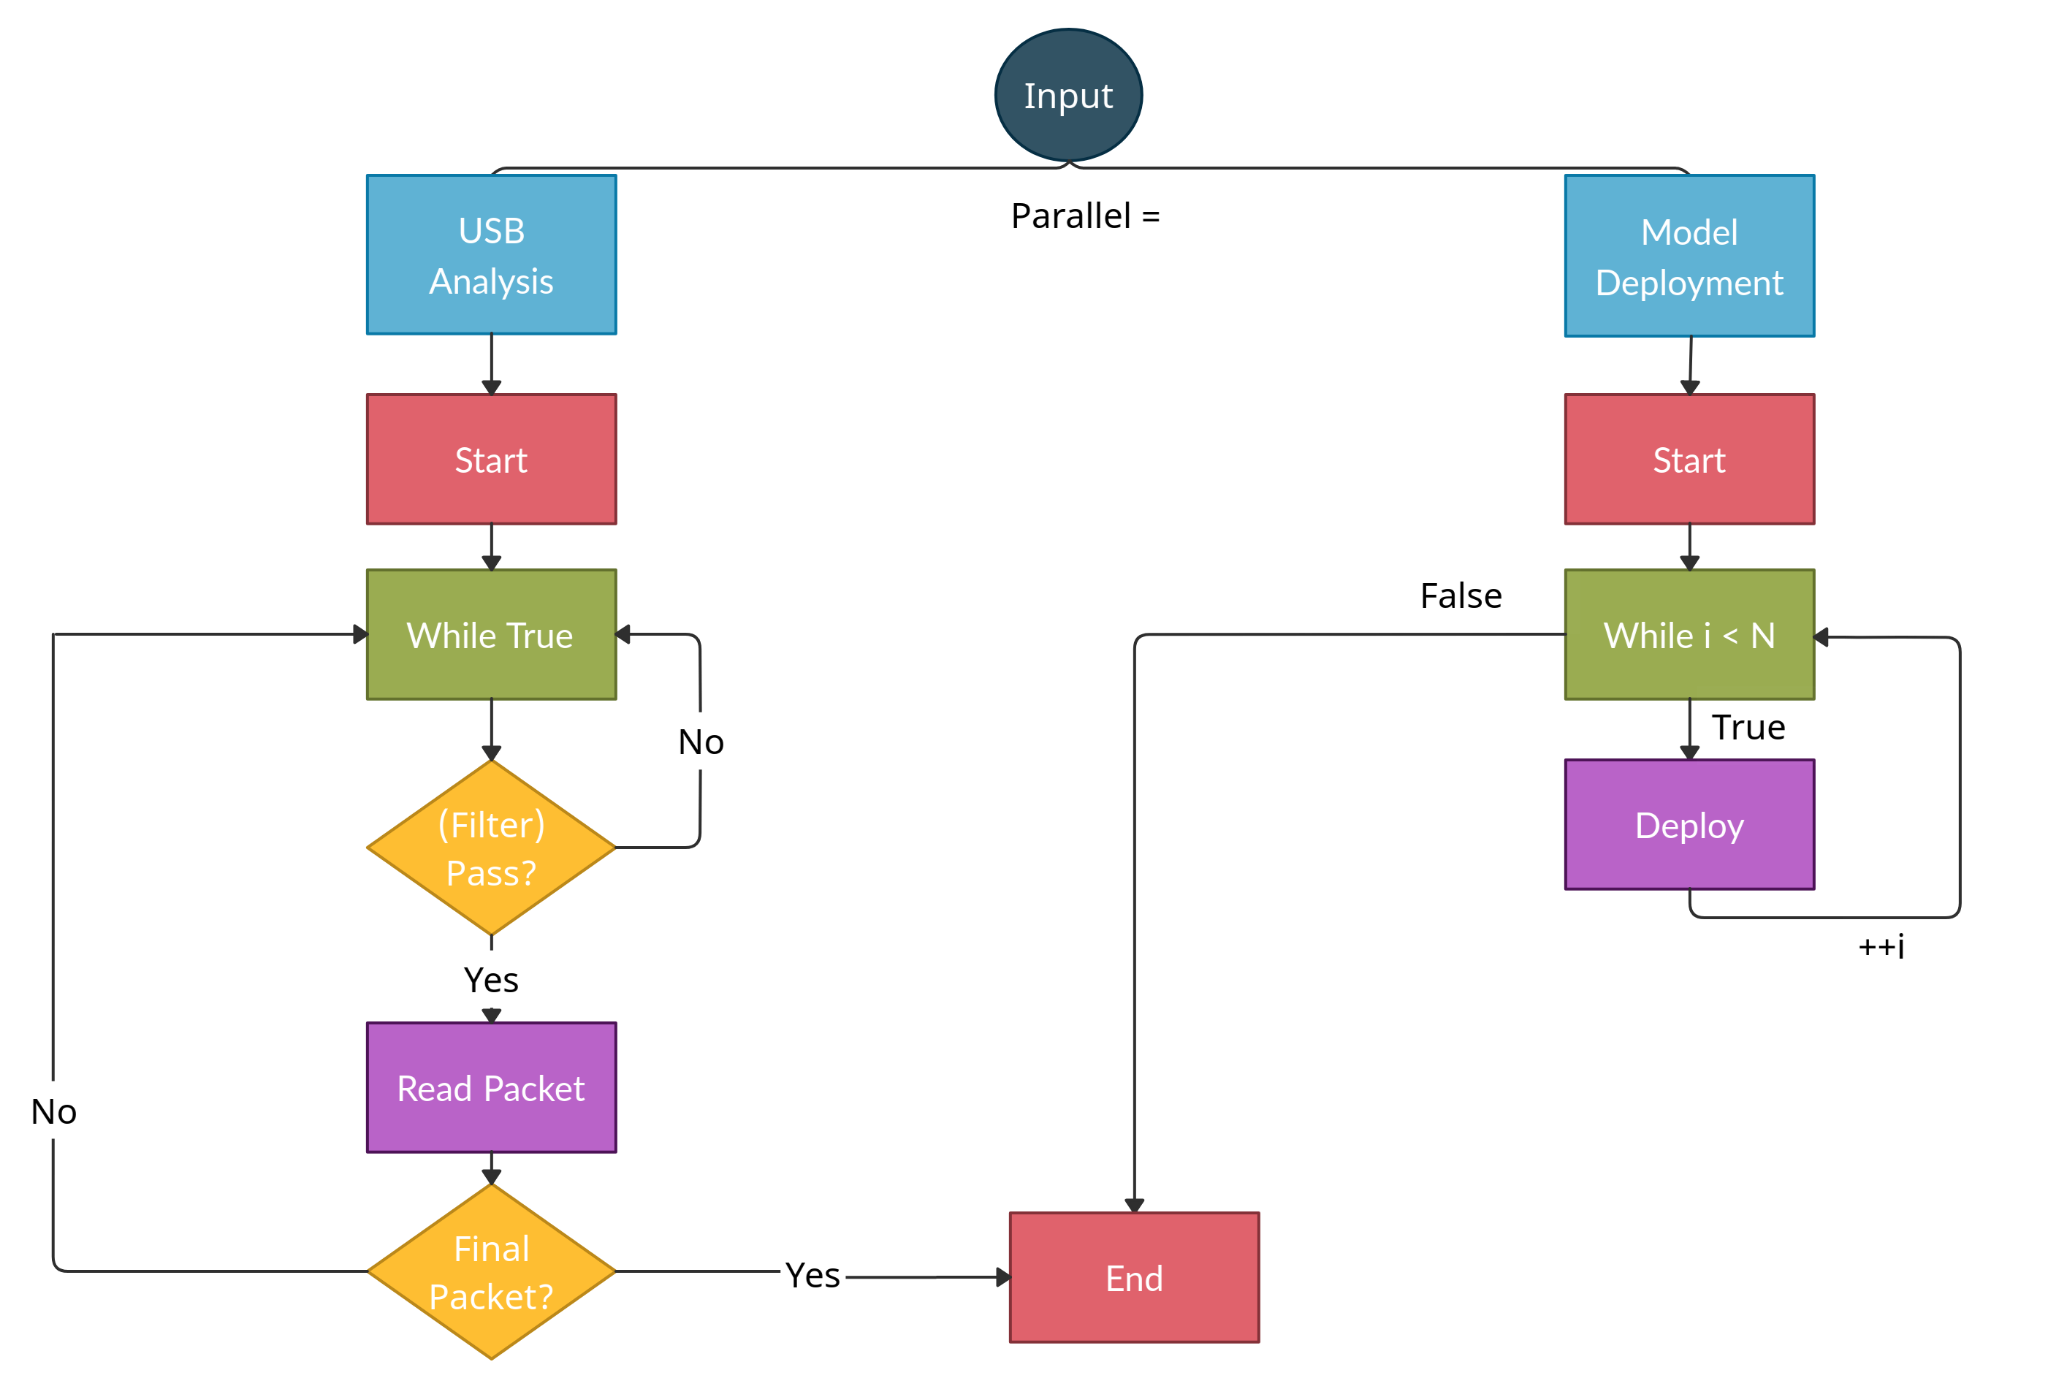 Input
Parallel =
USB
Analysis
Start
While True
No
(Filter)
Pass?
Yes
Read Packet
No
Final
Packet?
Yes
End
Model
Deployment
Start
False
While i < N
True
Deploy
++i